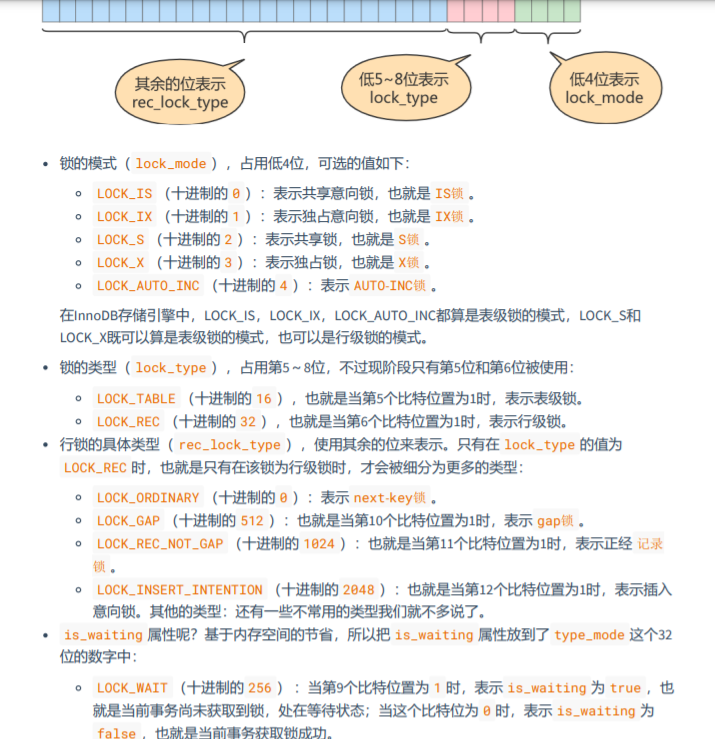 其余的位表示
rec_lock_type
低5~8位表示
lock_type
低4位表示
lock_mode
• 锁的模式（ lock_mode ），占用低4位，可选的值如下：
◦ LOCK_IS （十进制的 0 ）：表示共享意向锁，也就是 IS锁 。
◦ LOCK_IX （十进制的 1 ）：表示独占意向锁，也就是 IX锁 。
◦ LOCK_S （十进制的 2 ）：表示共享锁，也就是 S锁 。
◦ LOCK_X （十进制的 3 ）：表示独占锁，也就是 X锁 。
◦ LOCK_AUTO_INC （十进制的 4 ）：表示 AUTO-INC锁 。
在InnoDB存储引擎中，LOCK_IS，LOCK_IX，LOCK_AUTO_INC都算是表级锁的模式，LOCK_S和
LOCK_X既可以算是表级锁的模式，也可以是行级锁的模式。
• 锁的类型（ lock_type ），占用第5～8位，不过现阶段只有第5位和第6位被使用：
◦ LOCK_TABLE （十进制的 16 ），也就是当第5个比特位置为1时，表示表级锁。
◦ LOCK_REC （十进制的 32 ），也就是当第6个比特位置为1时，表示行级锁。
• 行锁的具体类型（ rec_lock_type ），使用其余的位来表示。只有在 lock_type 的值为
LOCK_REC 时，也就是只有在该锁为行级锁时，才会被细分为更多的类型：
◦ LOCK_ORDINARY （十进制的 0 ）：表示 next-key锁 。
◦ LOCK_GAP （十进制的 512 ）：也就是当第10个比特位置为1时，表示 gap锁 。
◦ LOCK_REC_NOT_GAP （十进制的 1024 ）：也就是当第11个比特位置为1时，表示正经 记录
锁 。
◦ LOCK_INSERT_INTENTION （十进制的 2048 ）：也就是当第12个比特位置为1时，表示插入
意向锁。其他的类型：还有一些不常用的类型我们就不多说了。
• is_waiting 属性呢？基于内存空间的节省，所以把 is_waiting 属性放到了 type_mode 这个32
位的数字中：
◦ LOCK_WAIT （十进制的 256 ） ：当第9个比特位置为 1 时，表示 is_waiting 为 true ，也
就是当前事务尚未获取到锁，处在等待状态；当这个比特位为 0 时，表示 is_waiting 为
false ，也就是当前事务获取锁成功。